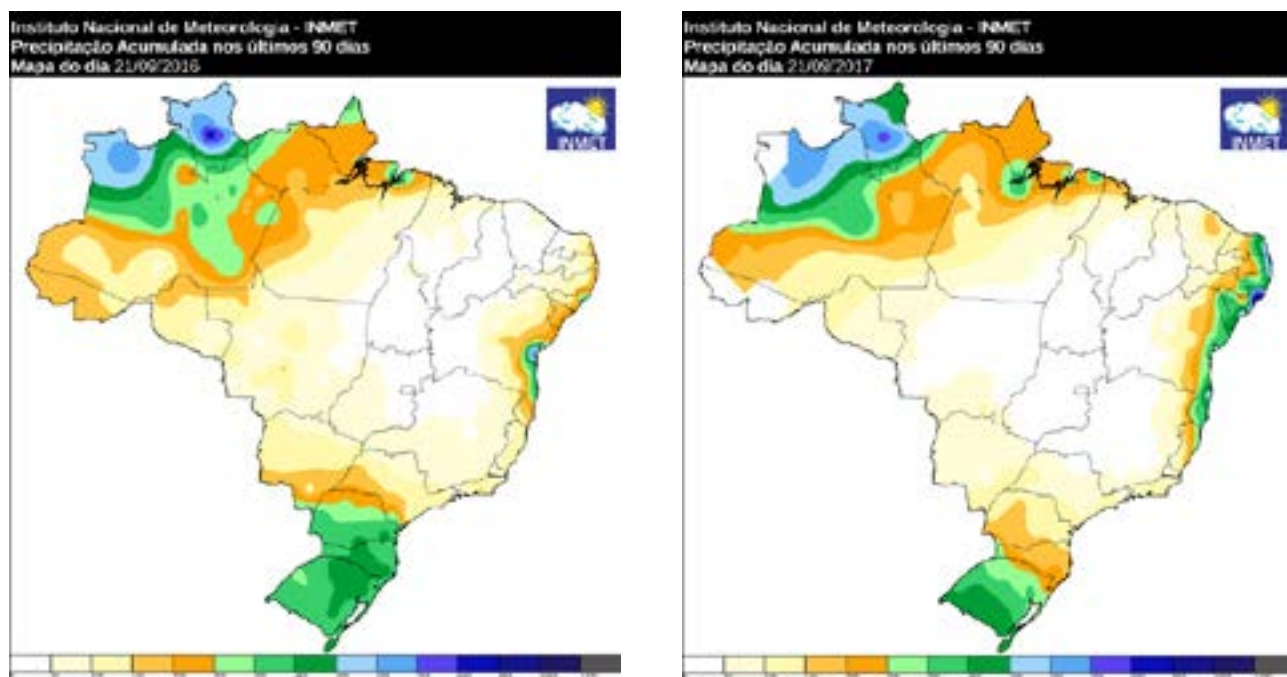 Instituto Nacional de Meteorologia - INMET
Precipitação Acumulada nos últimos 90 dias
Mapa do dia 21/09/2016
INMET
Instituto Nacional de Meteorologia - INMET
Precipitação Acumulada nos últimos 90 dias
Mapa do dia 21/09/2017
INMET